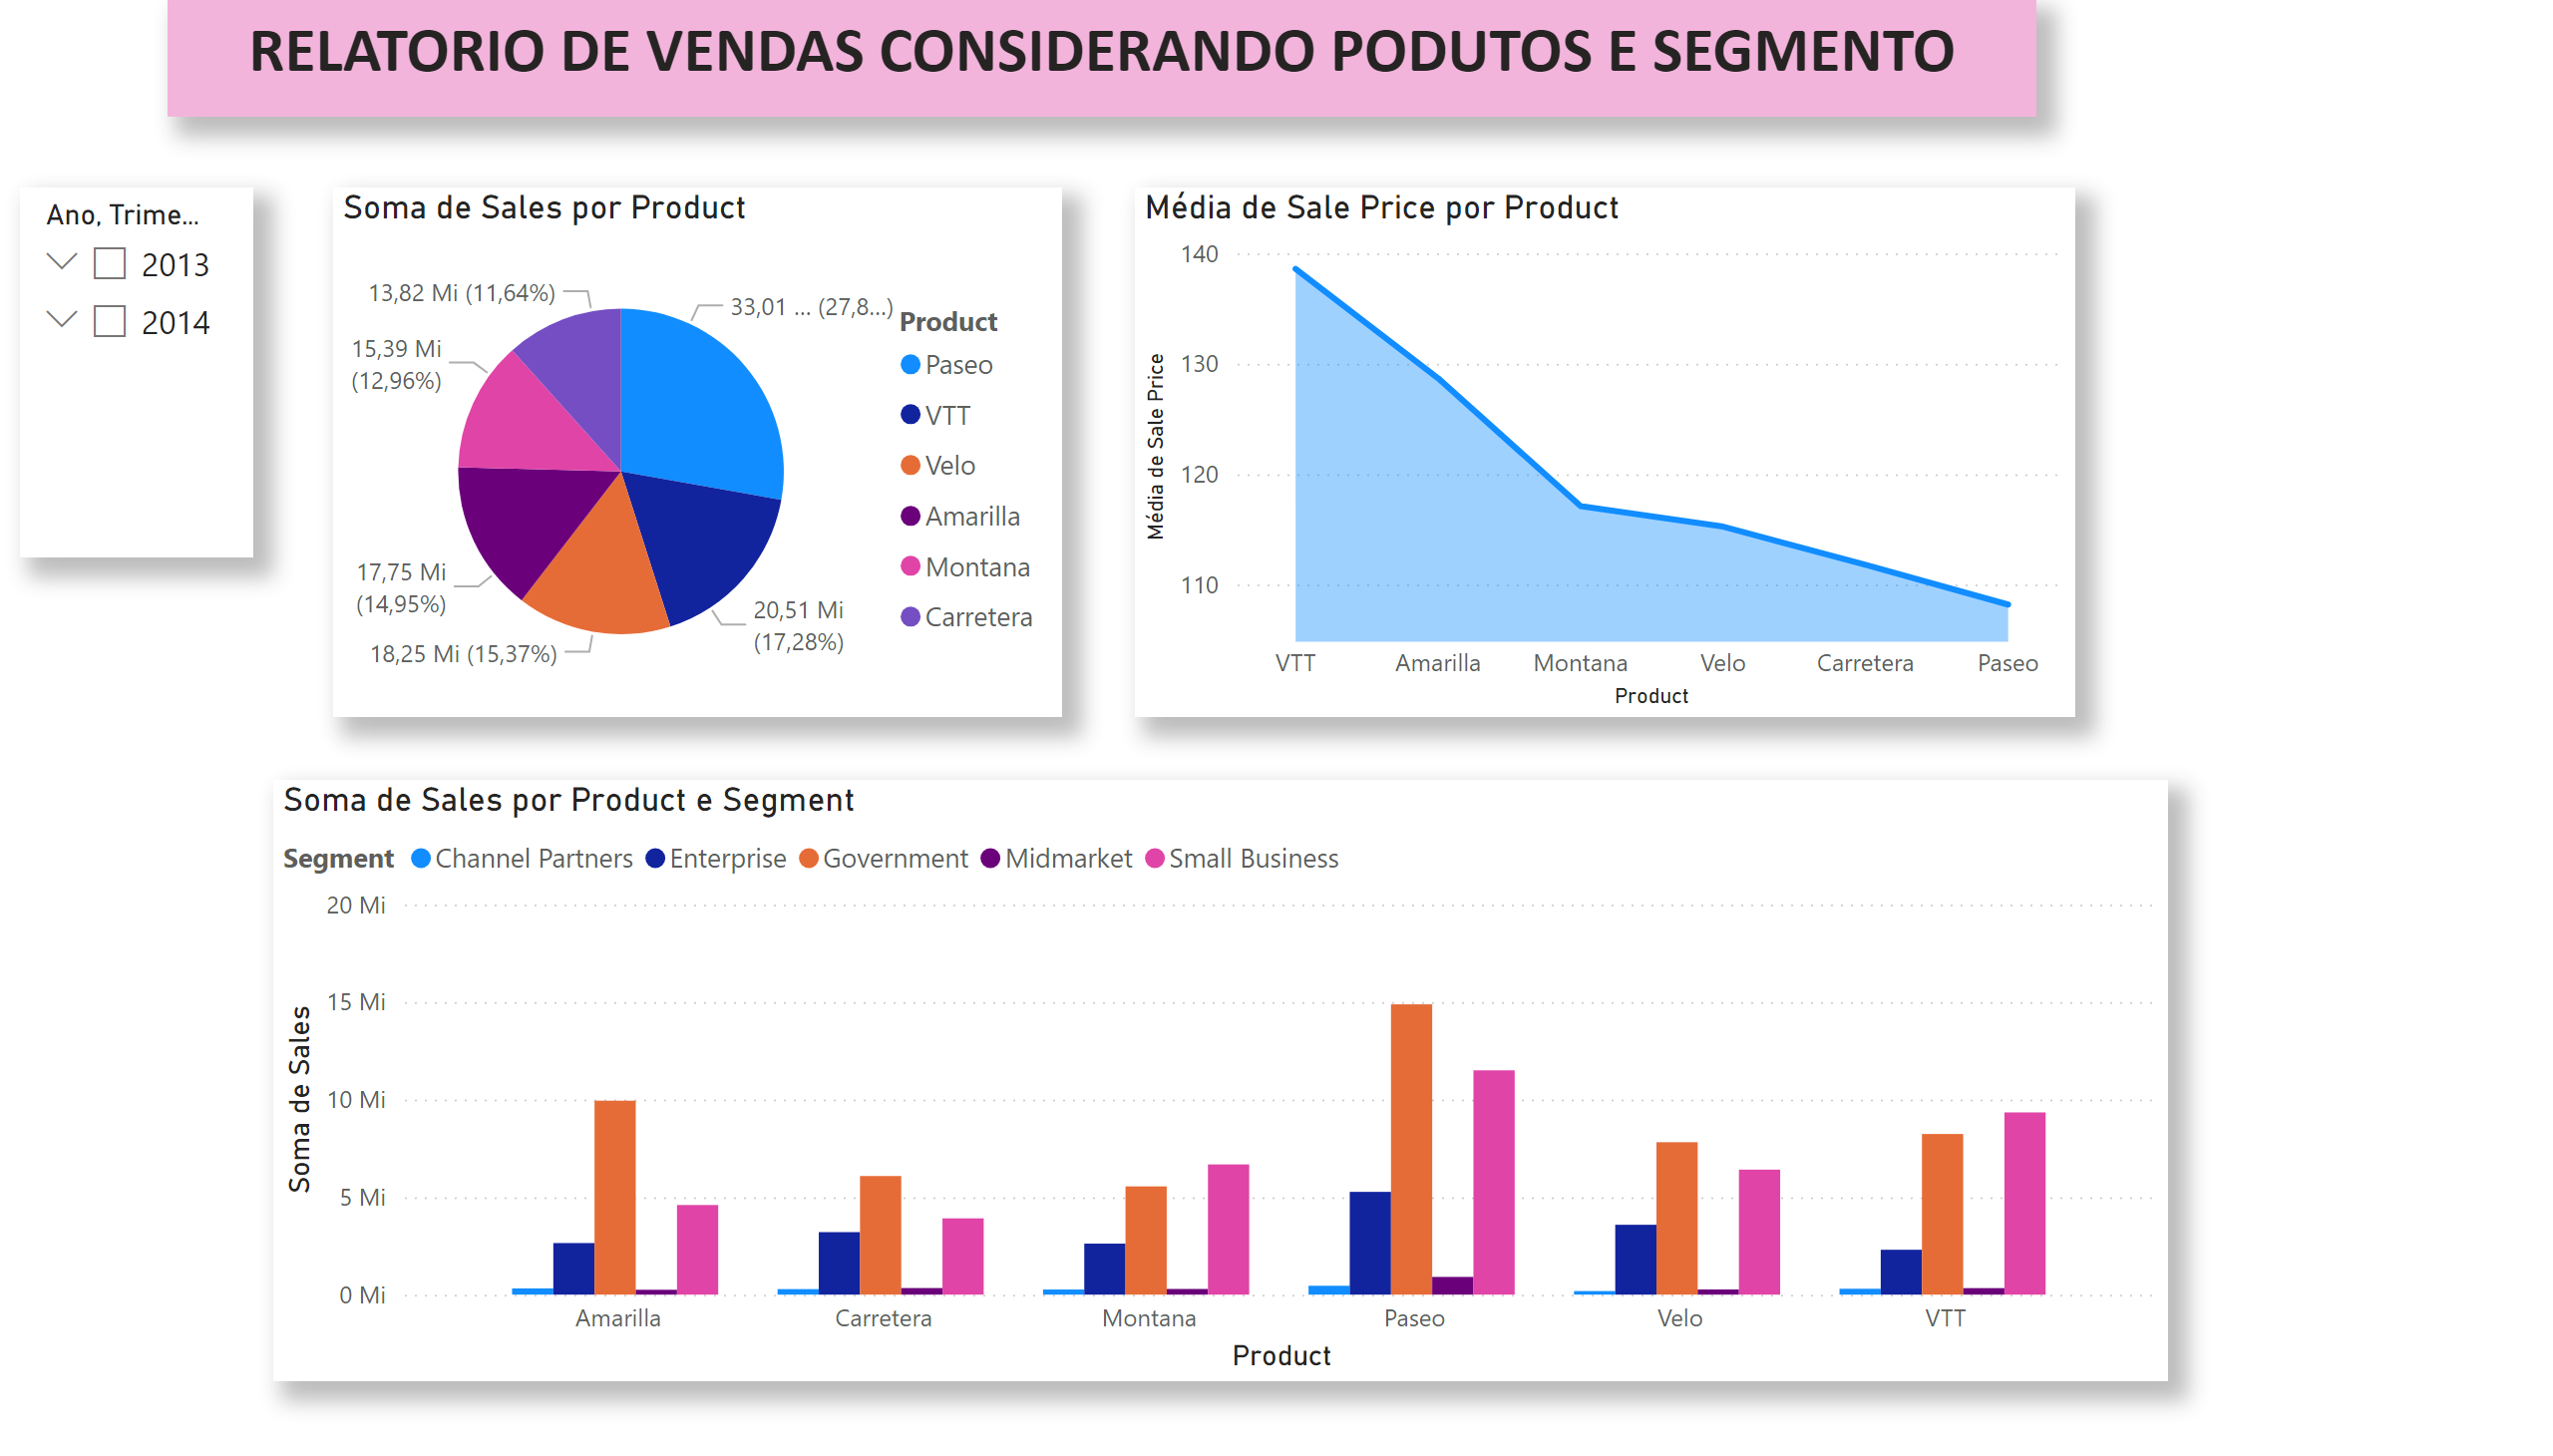 RELATORIO DE VENDAS CONSIDERANDO PODUTOS E SEGMENTO
Ano, Trime...
2013
2014
Soma de Sales por Product
13,82 Mi (11,64%)
33,01 ... (27,8...)
15,39 Mi
(12,96%)
17,75 Mi
(14,95%)
18,25 Mi (15,37%)
20,51 Mi
(17,28%)
Product
Paseo
VTT
Velo
Amarilla
Montana
Carretera
Média de Sale Price por Product
Média de Sale Price
140
130
120
110
VTT Amarilla Montana Velo Carretera Paseo
Product
Soma de Sales por Product e Segment
Segment Channel Partners Enterprise Government Midmarket Small Business
Soma de Sales
20 Mi
15 Mi
10 Mi
5 Mi
0 Mi
Amarilla Carretera Montana Paseo Velo VTT
Product